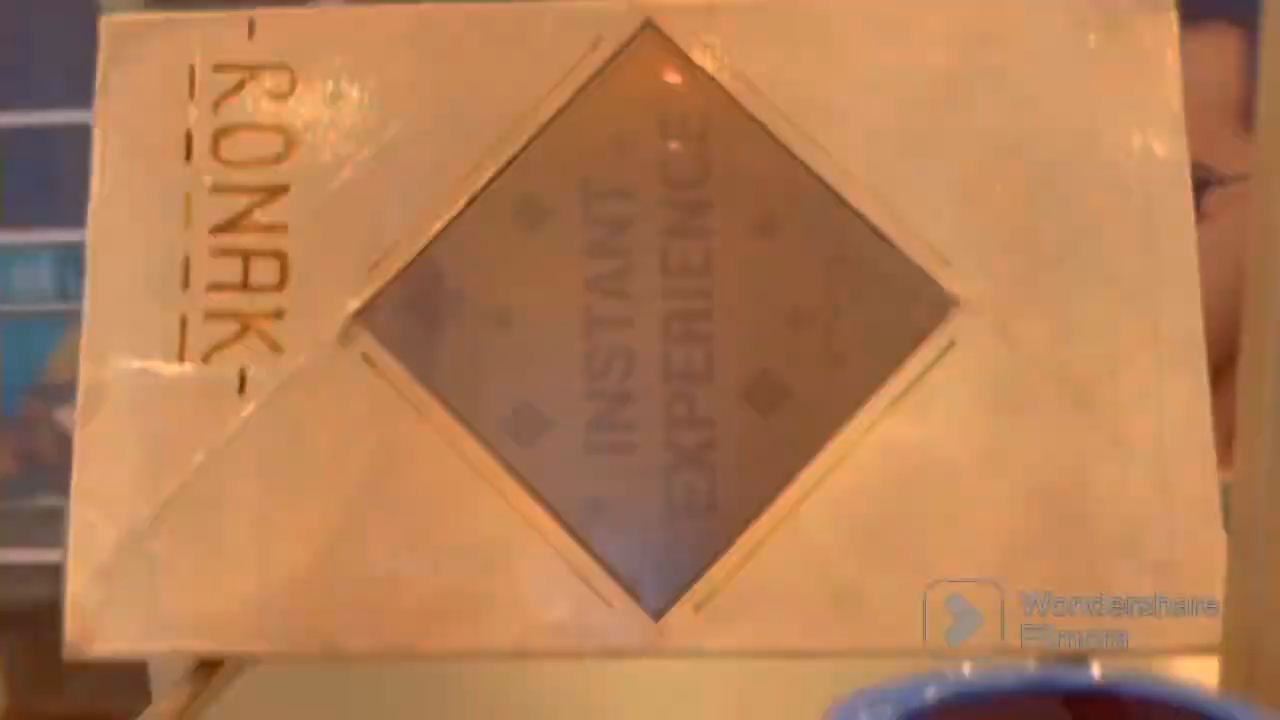 -RONAK-
INSTANT
EXPERIENCE
Wondershare
Filmora